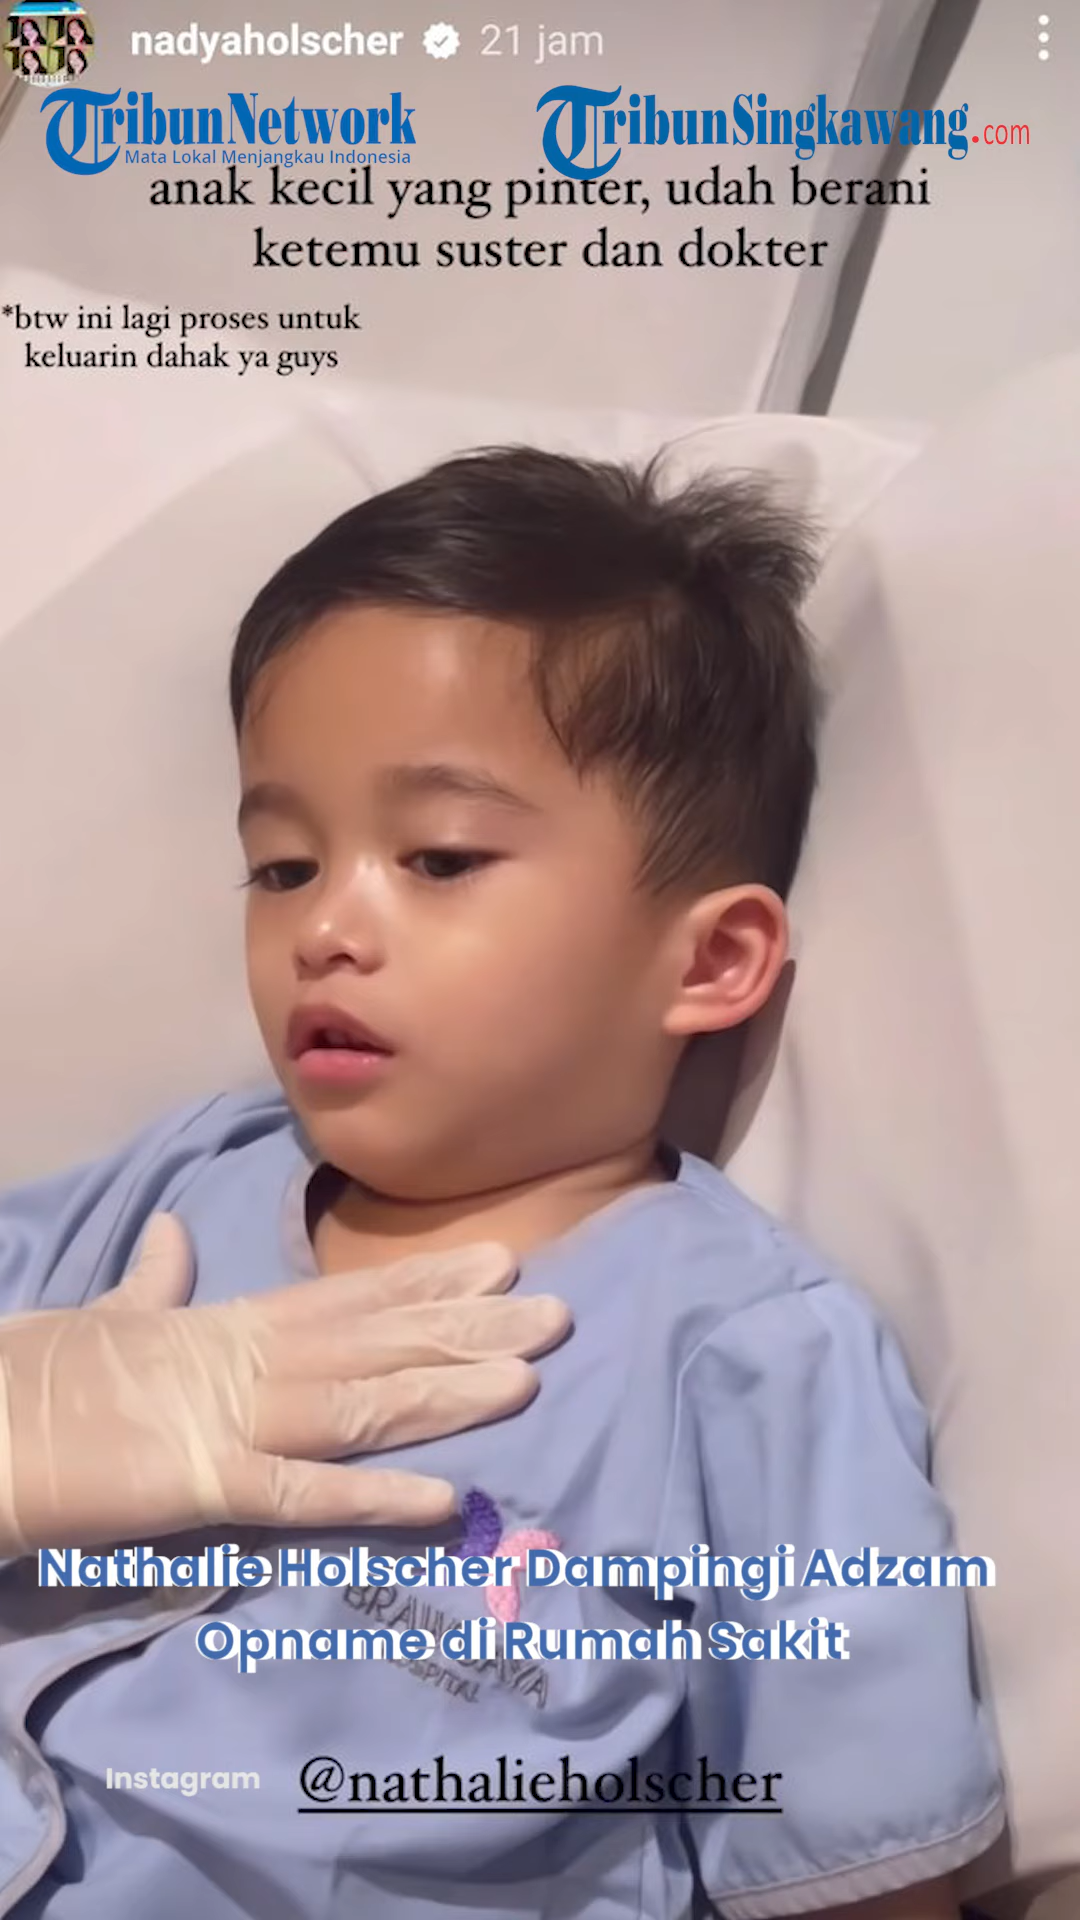 nadyaholscher 21 jam
TribunNetwork
Mata Lokal Menjangkau Indonesia
TribunSingkawang.com
anak kecil yang pinter, udah berani
ketemu suster dan dokter
*btw ini lagi proses untuk
keluarin dahak ya guys
Nathalie Holscher Dampingi Adzam
Opname di Rumah Sakit
Instagram
@nathalieholscher